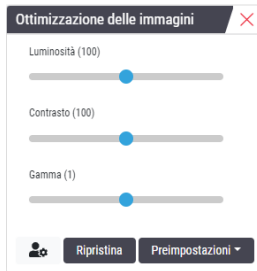 Ottimizzazione delle immagini
Luminosità (100)
Contrasto (100)
Gamma (1)
Ripristina Preimpostazioni